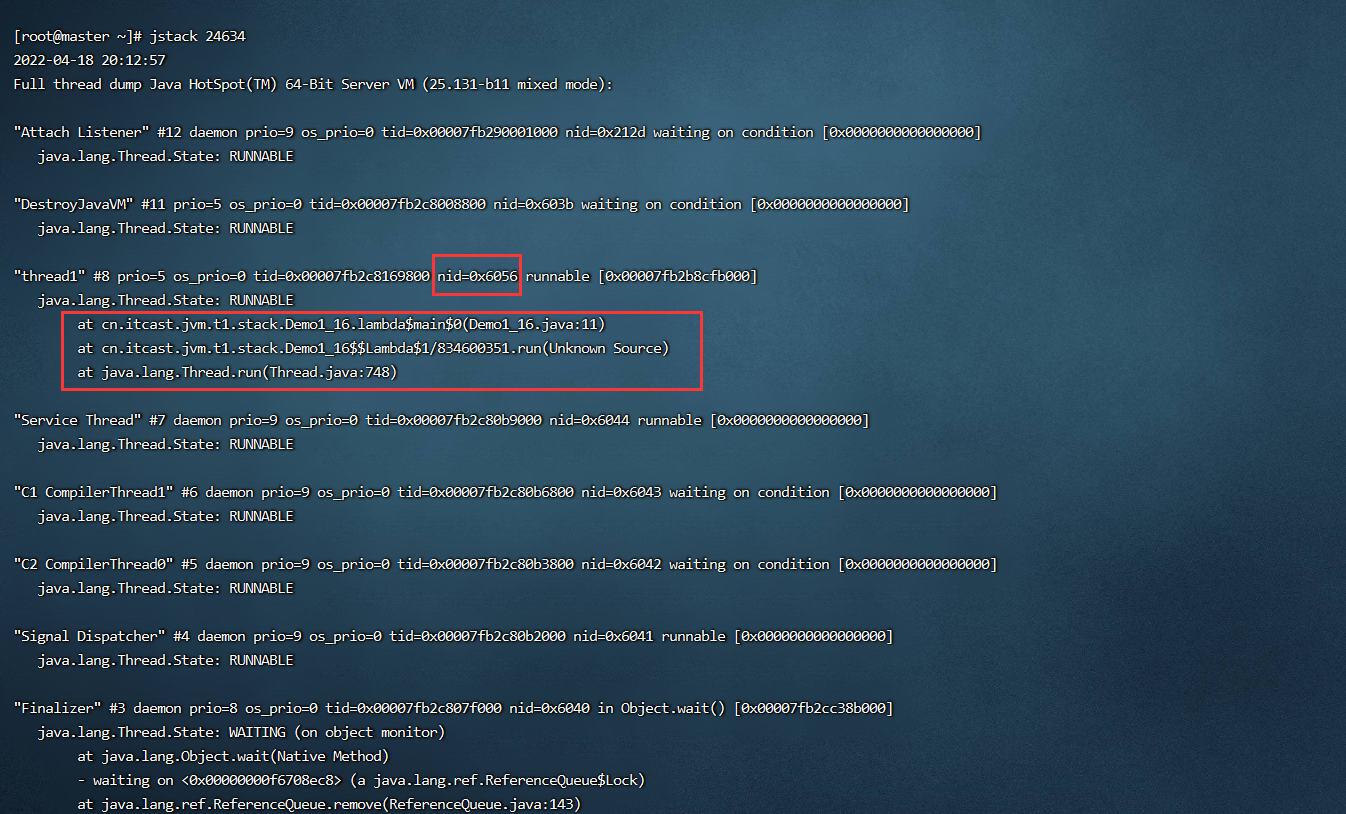 [root@master ~]# jstack 24634
2022-04-18 20:12:57
Full thread dump Java HotSpot(TM) 64-Bit Server VM (25.131-b11 mixed mode):
"Attach Listener" #12 daemon prio=9 os_prio=0 tid=0x00007fb290001000 nid=0x212d waiting on condition [0x0000000000000000]
java.lang.Thread.State: RUNNABLE
"DestroyJavaVM" #11 prio=5 os_prio=0 tid=0x00007fb2c8008800 nid=0x603b waiting on condition [0x0000000000000000]
java.lang.Thread.State: RUNNABLE
"thread1" #8 prio=5 os_prio=0 tid=0x00007fb2c8169800 nid=0x6056 runnable [0x00007fb2b8cfb000]
java.lang.Thread.State: RUNNABLE
at cn.itcast.jvm.t1.stack.Demo1_16.lambda$main$0(Demo1_16.java:11)
at cn.itcast.jvm.t1.stack.Demo1_16$$Lambda$1/834600351.run(Unknown Source)
at java.lang.Thread.run(Thread.java:748)
"Service Thread" #7 daemon prio=9 os_prio=0 tid=0x00007fb2c80b9000 nid=0x6044 runnable [0x0000000000000000]
java.lang.Thread.State: RUNNABLE
"C1 CompilerThread1" #6 daemon prio=9 os_prio=0 tid=0x00007fb2c80b6800 nid=0x6043 waiting on condition [0x0000000000000000]
java.lang.Thread.State: RUNNABLE
"C2 CompilerThread0" #5 daemon prio=9 os_prio=0 tid=0x00007fb2c80b3800 nid=0x6042 waiting on condition [0x0000000000000000]
java.lang.Thread.State: RUNNABLE
"Signal Dispatcher" #4 daemon prio=9 os_prio=0 tid=0x00007fb2c80b2000 nid=0x6041 runnable [0x0000000000000000]
java.lang.Thread.State: RUNNABLE
"Finalizer" #3 daemon prio=8 os_prio=0 tid=0x00007fb2c807f000 nid=0x6040 in Object.wait() [0x00007fb2cc38b000]
java.lang.Thread.State: WAITING (on object monitor)
at java.lang.Object.wait(Native Method)
- waiting on <0x00000000f6708ec8> (a java.lang.ref.ReferenceQueue$Lock)
at java.lang.ref.ReferenceQueue.remove(ReferenceQueue.java:143)